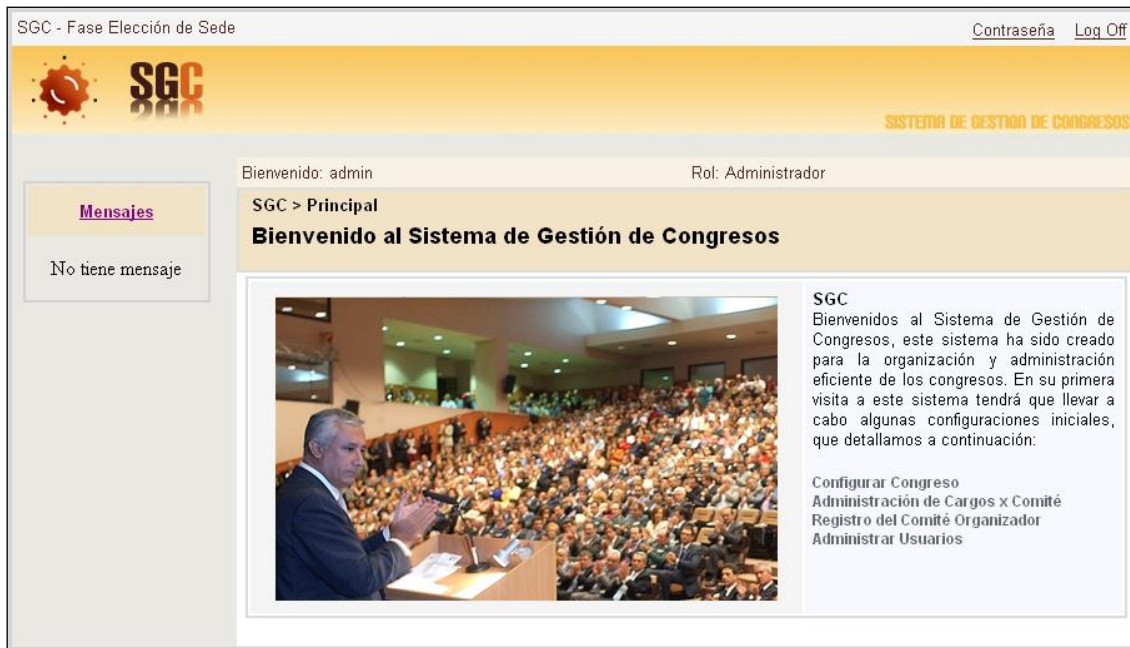 SGC - Fase Elección de Sede
Contraseña Log Off
SGC
SISTEMA DE GESTION DE CONGRESOS
Bienvenido: admin Rol: Administrador
Mensajes
No tiene mensaje
SGC > Principal
Bienvenido al Sistema de Gestión de Congresos
SGC
Bienvenidos al Sistema de Gestión de
Congresos, este sistema ha sido creado
para la organización y administración
eficiente de los congresos. En su primera
visita a este sistema tendrá que llevar a
cabo algunas configuraciones iniciales,
que detallamos a continuación:
Configurar Congreso
Administración de Cargos x Comité
Registro del Comité Organizador
Administrar Usuarios